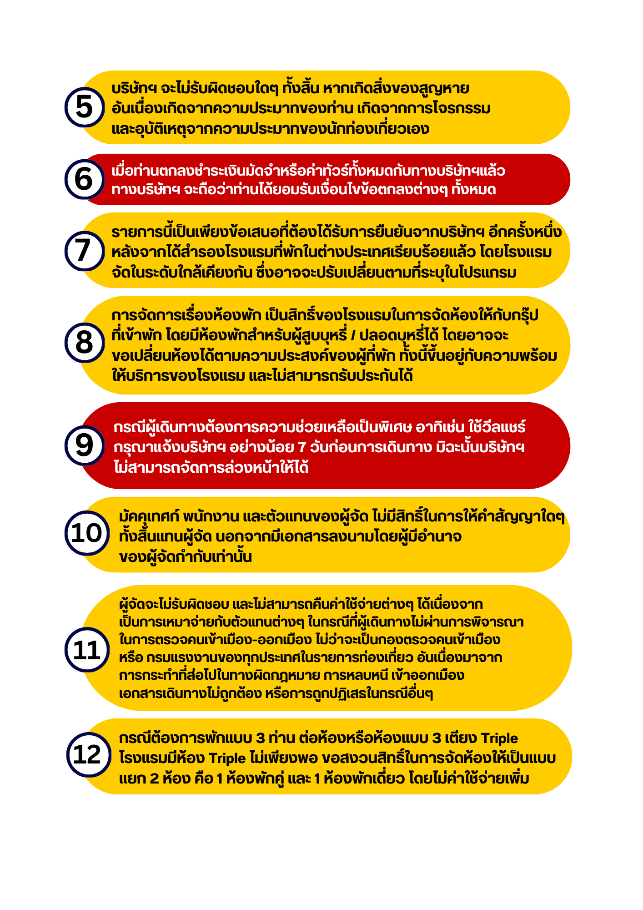 5
บริษัทฯ จะไม่รับผิดชอบใดๆ ทั้งสิ้น หากเกิดสิ่งของสูญหาย
อันเนื่องเกิดจากความประมาทของท่าน เกิดจากการโจรกรรม
และอุบัติเหตุจากความประมาทของนักท่องเที่ยวเอง
6
เมื่อท่านตกลงชำระเงินมัดจำหรือค่าทัวร์ทั้งหมดกับทางบริษัทฯแล้ว
ทางบริษัทฯ จะถือว่าท่านได้ยอมรับเงื่อนไขข้อตกลงต่างๆ ทั้งหมด
7
รายการนี้เป็นเพียงข้อเสนอที่ต้องได้รับการยืนยันจากบริษัทฯ อีกครั้งหนึ่ง
หลังจากได้สำรองโรงแรมที่พักในต่างประเทศเรียบร้อยแล้ว โดยโรงแรม
จัดในระดับใกล้เคียงกัน ซึ่งอาจจะปรับเปลี่ยนตามที่ระบุในโปรแกรม
8
การจัดการเรื่องห้องพัก เป็นสิทธิ์ของโรงแรมในการจัดห้องให้กับกรุ๊ป
ที่เข้าพัก โดยมีห้องพักสำหรับผู้สูบบุหรี่ / ปลอดบุหรี่ได้ โดยอาจจะ
ขอเปลี่ยนห้องได้ตามความประสงค์ของผู้ที่พัก ทั้งนี้ขึ้นอยู่กับความพร้อม
ให้บริการของโรงแรม และไม่สามารถรับประกันได้
9
กรณีผู้เดินทางต้องการความช่วยเหลือเป็นพิเศษ อาทิเช่น ใช้วีลแชร์
กรุณาแจ้งบริษัทฯ อย่างน้อย 7 วันก่อนการเดินทาง มิฉะนั้นบริษัทฯ
ไม่สามารถจัดการล่วงหน้าให้ได้
10
มัคคุเทศก์ พนักงาน และตัวแทนของผู้จัด ไม่มีสิทธิ์ในการให้คำสัญญาใดๆ
ทั้งสิ้นแทนผู้จัด นอกจากมีเอกสารลงนามโดยผู้มีอำนาจ
ของผู้จัดกำกับเท่านั้น
11
ผู้จัดจะไม่รับผิดชอบ และไม่สามารถคืนค่าใช้จ่ายต่างๆ ได้เนื่องจาก
เป็นการเหมาจ่ายกับตัวแทนต่างๆ ในกรณีที่ผู้เดินทางไม่ผ่านการพิจารณา
ในการตรวจคนเข้าเมือง-ออกเมือง ไม่ว่าจะเป็นกองตรวจคนเข้าเมือง
หรือ กรมแรงงานของทุกประเทศในรายการท่องเที่ยว อันเนื่องมาจาก
การกระทำที่ส่อไปในทางผิดกฎหมาย การหลบหนี เข้าออกเมือง
เอกสารเดินทางไม่ถูกต้อง หรือการถูกปฏิเสธในกรณีอื่นๆ
12
กรณีต้องการพักแบบ 3 ท่าน ต่อห้องหรือห้องแบบ 3 เตียง Triple
โรงแรมมีห้อง Triple ไม่เพียงพอ ขอสงวนสิทธิ์ในการจัดห้องให้เป็นแบบ
แยก 2 ห้อง คือ 1 ห้องพักคู่ และ 1 ห้องพักเดี่ยว โดยไม่ค่าใช้จ่ายเพิ่ม